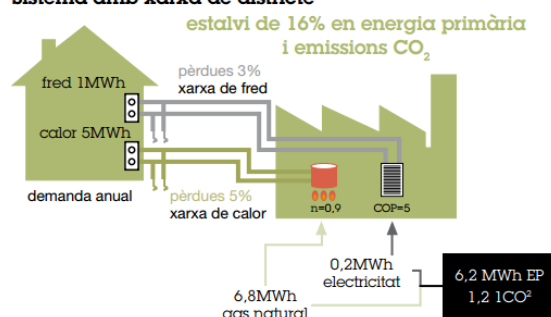 sistema amb xarxa de districte
estalvi de 16% en energia primària
i emissions CO2
pèrdues 3%
xarxa de fred
fred 1MWh
calor 5MWh
demanda anual
pèrdues 5%
xarxa de calor
n=0,9
COP=5
0,2MWh
electricitat
6,8MWh
gas natural
6,2 MWh EP
1,2 1CO²